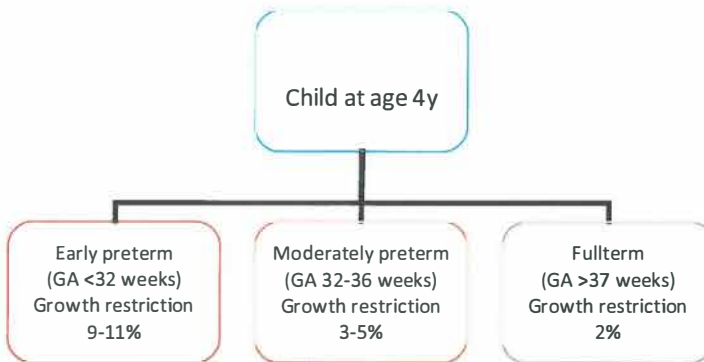 Child at age 4y
Early preterm
(GA <32 weeks)
Growth restriction
9-11%
Moderately preterm
(GA 32-36 weeks)
Growth restriction
3-5%
Fullterm
(GA >37 weeks)
Growth restriction
2%